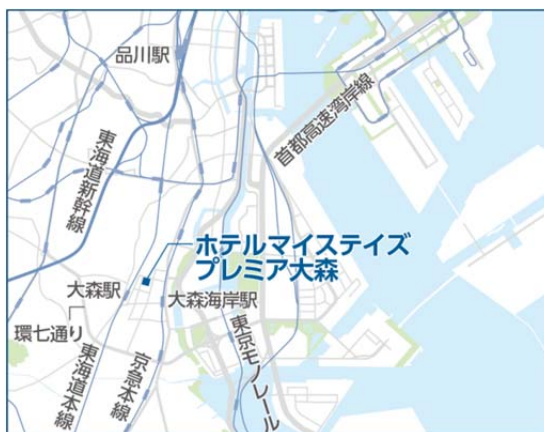 品川駅
首都高速湾岸線
東海道新幹線
ホテルマイステイズ
プレミア大森
大森駅
大森海岸駅
環七通り
東海道本線
京急本線
東京モノレール